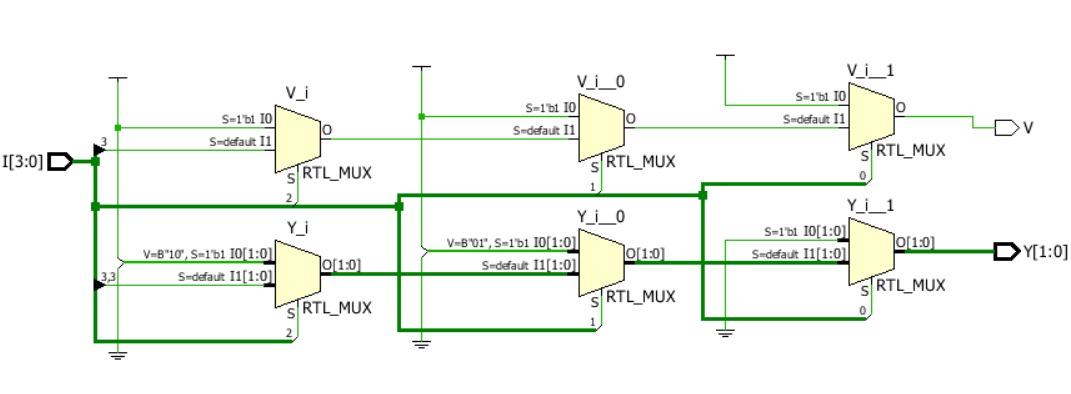 V_i
S=1'b1 I0
S=default I1
O
S
RTL_MUX
3
2
V_i__0
S=1'b1 I0
S=default I1
O
S
RTL_MUX
1
V_i__1
S=1'b1 I0
S=default I1
O
S
RTL_MUX
0
V
I[3:0]
Y_i
V=B"10", S=1'b1 I0[1:0]
S=default I1[1:0]
O[1:0]
S
RTL_MUX
3,3
2
Y_i__0
V=B"01", S=1'b1 I0[1:0]
S=default I1[1:0]
O[1:0]
S
RTL_MUX
1
Y_i__1
S=1'b1 I0[1:0]
S=default I1[1:0]
O[1:0]
S
RTL_MUX
0
Y[1:0]